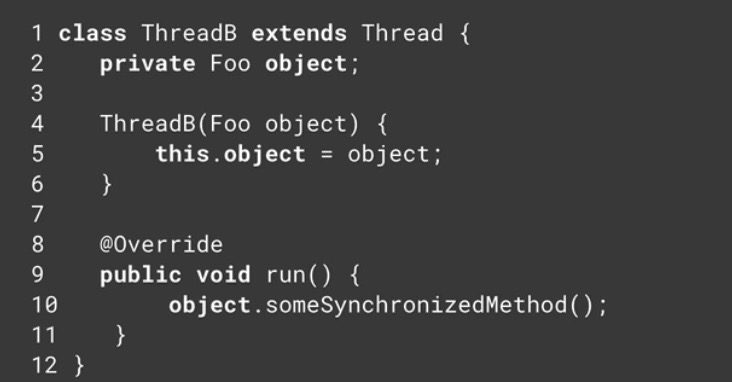 1 class ThreadB extends Thread {
2 private Foo object;
3
4 ThreadB(Foo object) {
5 this.object = object;
6 }
7
8 @Override
9 public void run() {
10 object.someSynchronizedMethod();
11 }
12 }